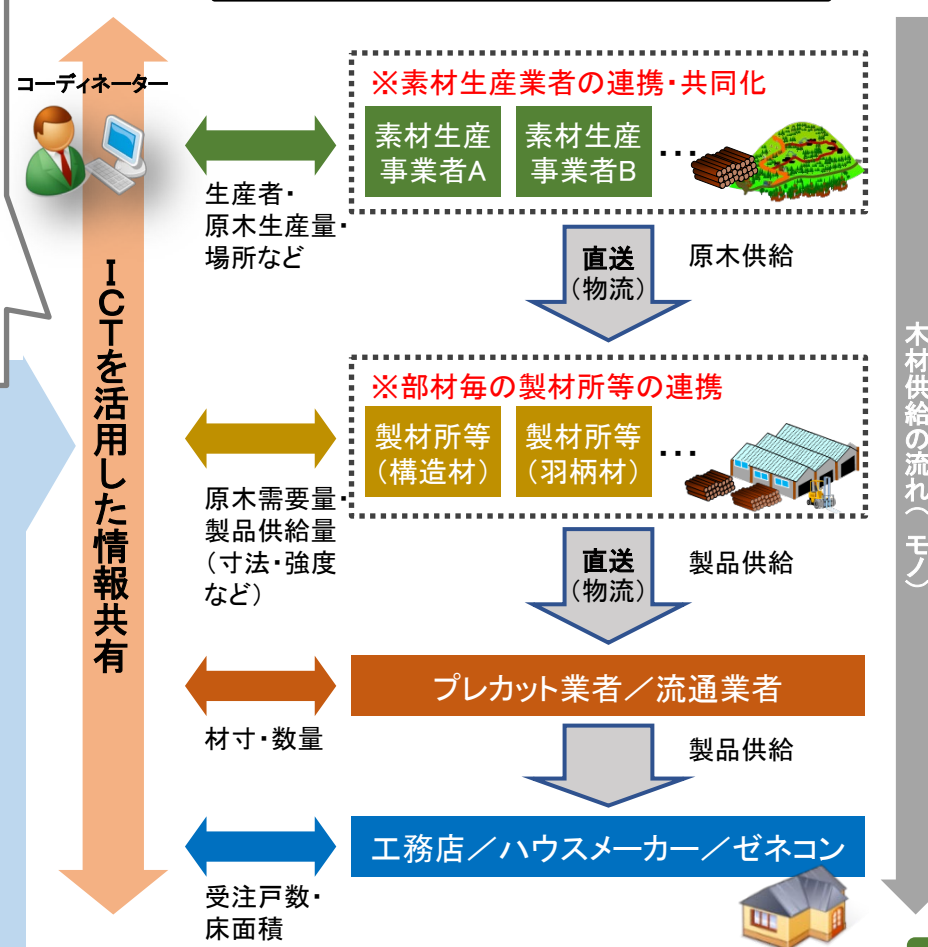 コーディネーター
ICTを活用した情報共有
※素材生産業者の連携・共同化
素材生産
事業者A
素材生産
事業者B
…
生産者・
原木生産量・
場所など
直送
（物流）
原木供給
※部材毎の製材所等の連携
製材所等
（構造材）
製材所等
（羽柄材）
…
原木需要量・
製品供給量
（寸法・強度
など）
直送
（物流）
製品供給
プレカット業者／流通業者
材寸・数量
製品供給
工務店／ハウスメーカー／ゼネコン
受注戸数・
床面積
木材供給の流れ（モノ）